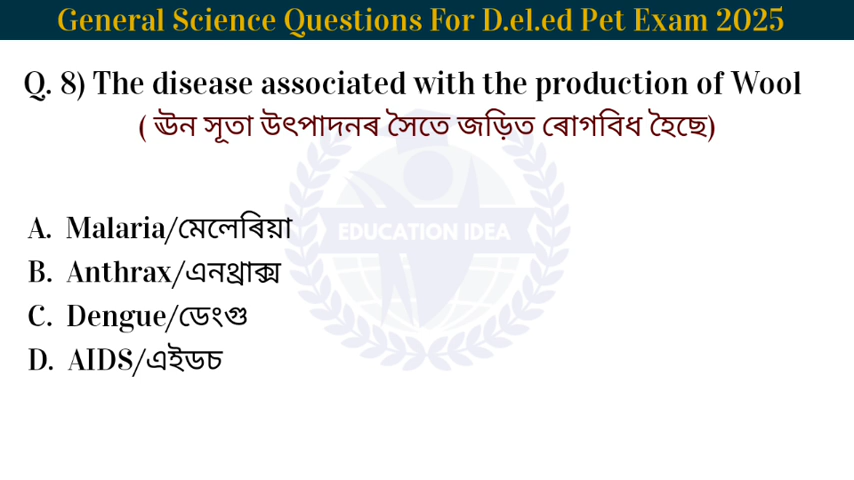 General Science Questions For D.el.ed Pet Exam 2025
Q. 8) The disease associated with the production of Wool
( ঊন সূতা উৎপাদনৰ সৈতে জড়িত ৰোগবিধ হৈছে)
EDUCATION IDEA
A. Malaria/মেলেৰিয়া
B. Anthrax/এনথ্ৰাক্স
C. Dengue/ডেংগু
D. AIDS/এইডচ